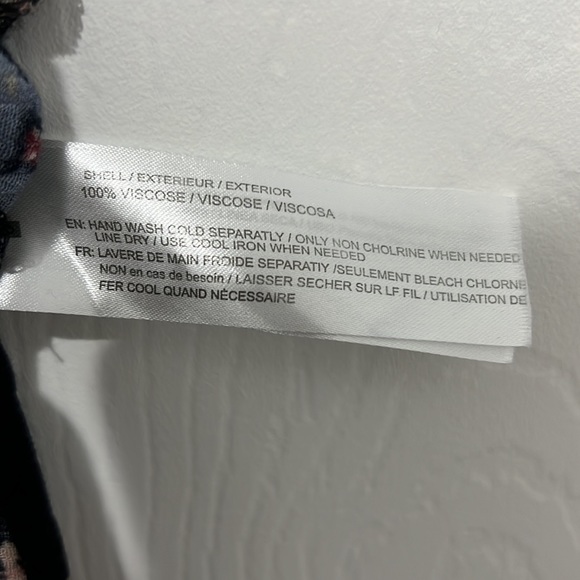 SHELL / EXTERIEUR / EXTERIOR
100% VISCOSE / VISCOSE / VISCOSA
EN: HAND WASH COLD SEPARATLY / ONLY NON CHOLRINE WHEN NEEDED
LINE DRY / USE COOL IRON WHEN NEEDED
FR: LAVERE DE MAIN FROIDE SEPARATIY /SEULEMENT BLEACH CHLORNE
NON en cas de besoin / LAISSER SECHER SUR LF FIL / UTILISATION DE
FER COOL QUAND NÉCESSAIRE